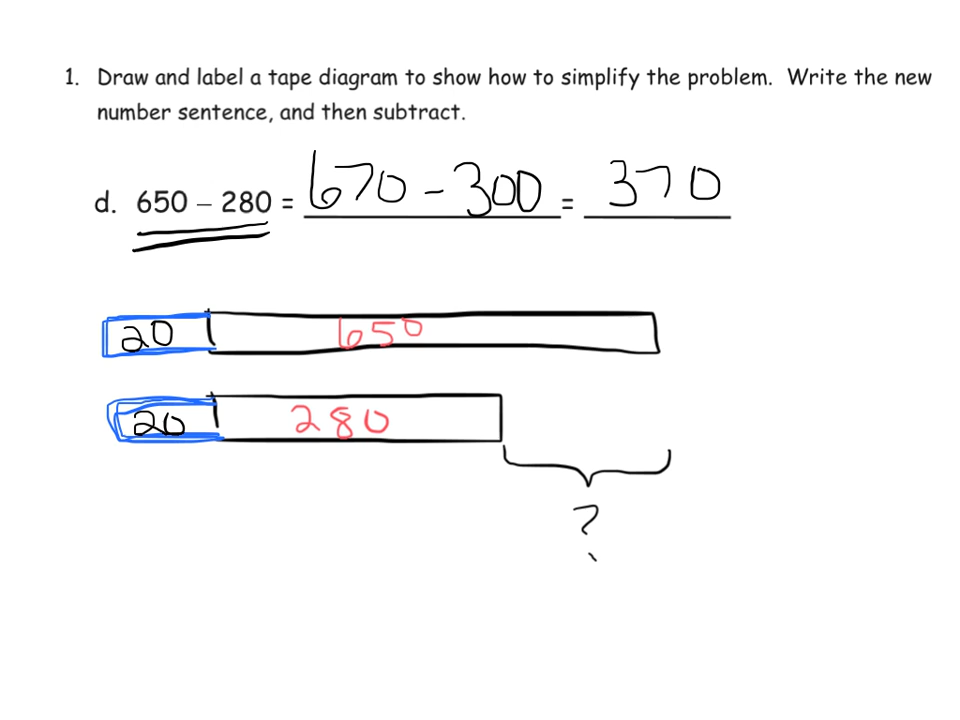 1. Draw and label a tape diagram to show how to simplify the problem. Write the new
number sentence, and then subtract.
d. 650 – 280 = 670 - 300 = 370
20 650
20 280
?